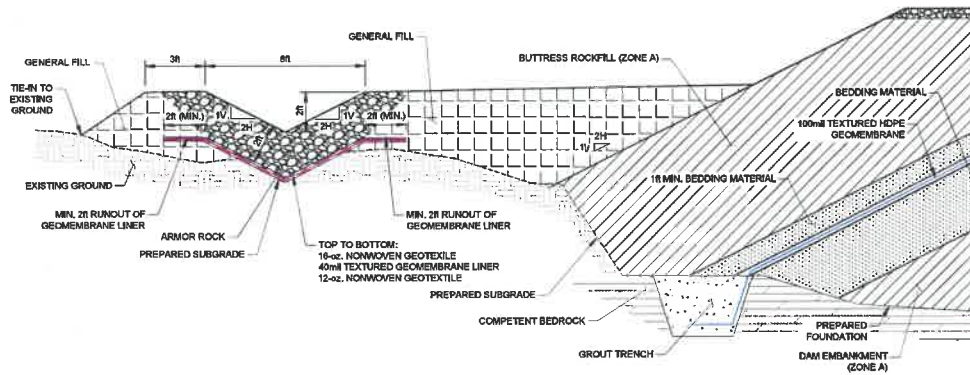 GENERAL FILL
3ft
8ft
GENERAL FILL
BUTTRESS ROCKFILL (ZONE A)
TIE-IN TO
EXISTING
GROUND
2ft (MIN.)
1V
2H
2ft
1V
2H
2ft (MIN.)
2H
1V
BEDDING MATERIAL
100mil TEXTURED HDPE
GEOMEMBRANE
1ft MIN. BEDDING MATERIAL
EXISTING GROUND
MIN. 2ft RUNOUT OF
GEOMEMBRANE LINER
ARMOR ROCK
PREPARED SUBGRADE
MIN. 2ft RUNOUT OF
GEOMEMBRANE LINER
TOP TO BOTTOM:
16-oz. NONWOVEN GEOTEXILE
40mil TEXTURED GEOMEMBRANE LINER
12-oz. NONWOVEN GEOTEXTILE
PREPARED SUBGRADE
COMPETENT BEDROCK
GROUT TRENCH
PREPARED
FOUNDATION
DAM EMBANKMENT
(ZONE A)